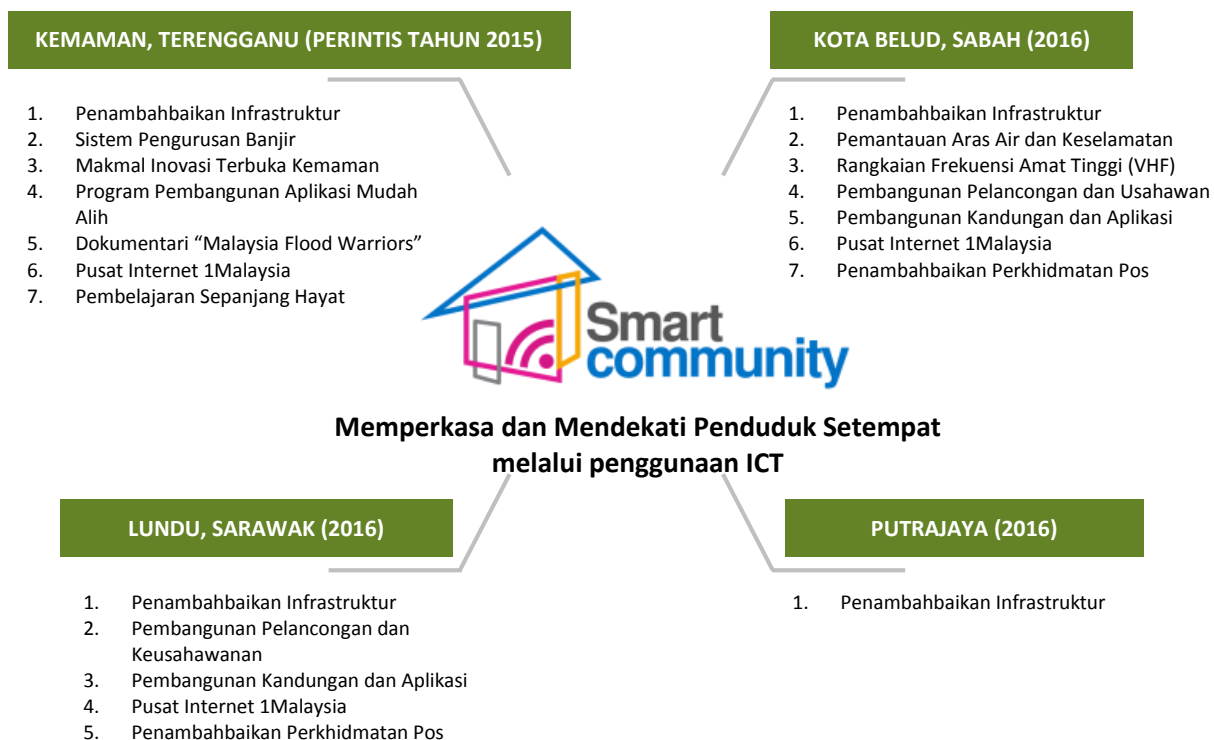 KEMAMAN, TERENGGANU (PERINTIS TAHUN 2015)
1. Penambahbaikan Infrastruktur
2. Sistem Pengurusan Banjir
3. Makmal Inovasi Terbuka Kemaman
4. Program Pembangunan Aplikasi Mudah
Alih
5. Dokumentari “Malaysia Flood Warriors”
6. Pusat Internet 1Malaysia
7. Pembelajaran Sepanjang Hayat
KOTA BELUD, SABAH (2016)
1. Penambahbaikan Infrastruktur
2. Pemantauan Aras Air dan Keselamatan
3. Rangkaian Frekuensi Amat Tinggi (VHF)
4. Pembangunan Pelancongan dan Usahawan
5. Pembangunan Kandungan dan Aplikasi
6. Pusat Internet 1Malaysia
7. Penambahbaikan Perkhidmatan Pos
Smart
community
Memperkasa dan Mendekati Penduduk Setempat
melalui penggunaan ICT
LUNDU, SARAWAK (2016)
1. Penambahbaikan Infrastruktur
2. Pembangunan Pelancongan dan
Keusahawanan
3. Pembangunan Kandungan dan Aplikasi
4. Pusat Internet 1Malaysia
5. Penambahbaikan Perkhidmatan Pos
PUTRAJAYA (2016)
1. Penambahbaikan Infrastruktur